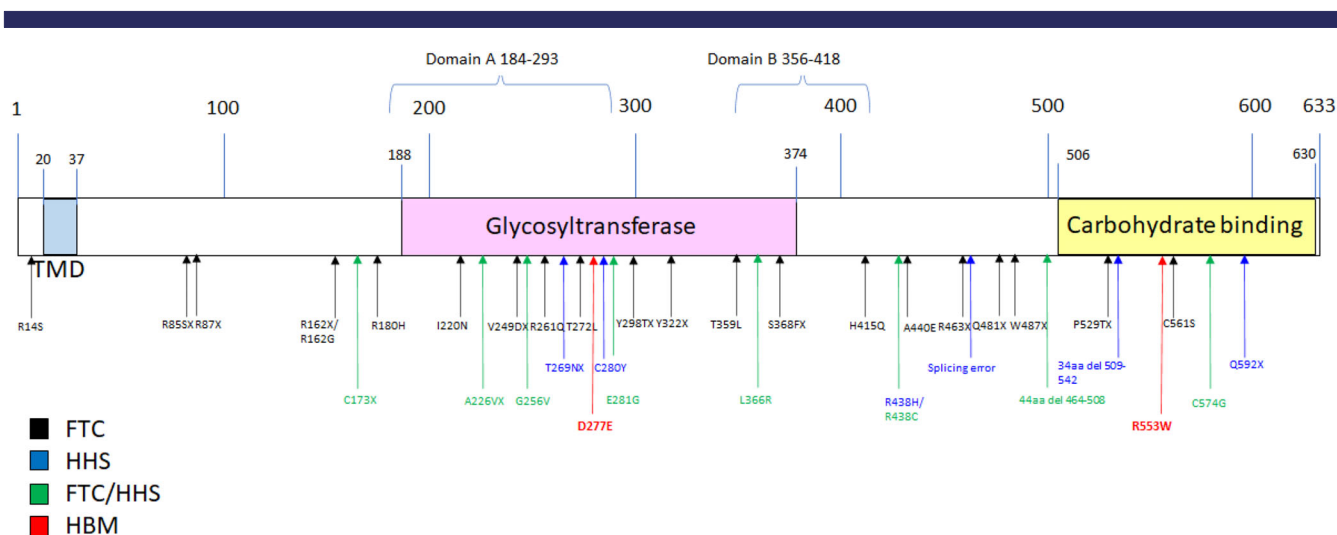 Domain A 184-293
Domain B 356-418
1
100
200
300
400
500
600
633
20
37
188
374
506
630
Glycosyltransferase
Carbohydrate binding
TMD
R14S
R85SX
R87X
R162X/
R162G
R180H
I220N
V249DX
R261Q
T272L
Y298TX
Y322X
T359L
S368FX
H415Q
A440E
R463X
Q481X
W487X
P529TX
C561S
T269NX
C280Y
Splicing error
34aa del 509-
542
Q592X
C173X
A226VX
G256V
E281G
L366R
R438H/
R438C
44aa del 464-508
C574G
D277E
R553W
FTC
HHS
FTC/HHS
HBM